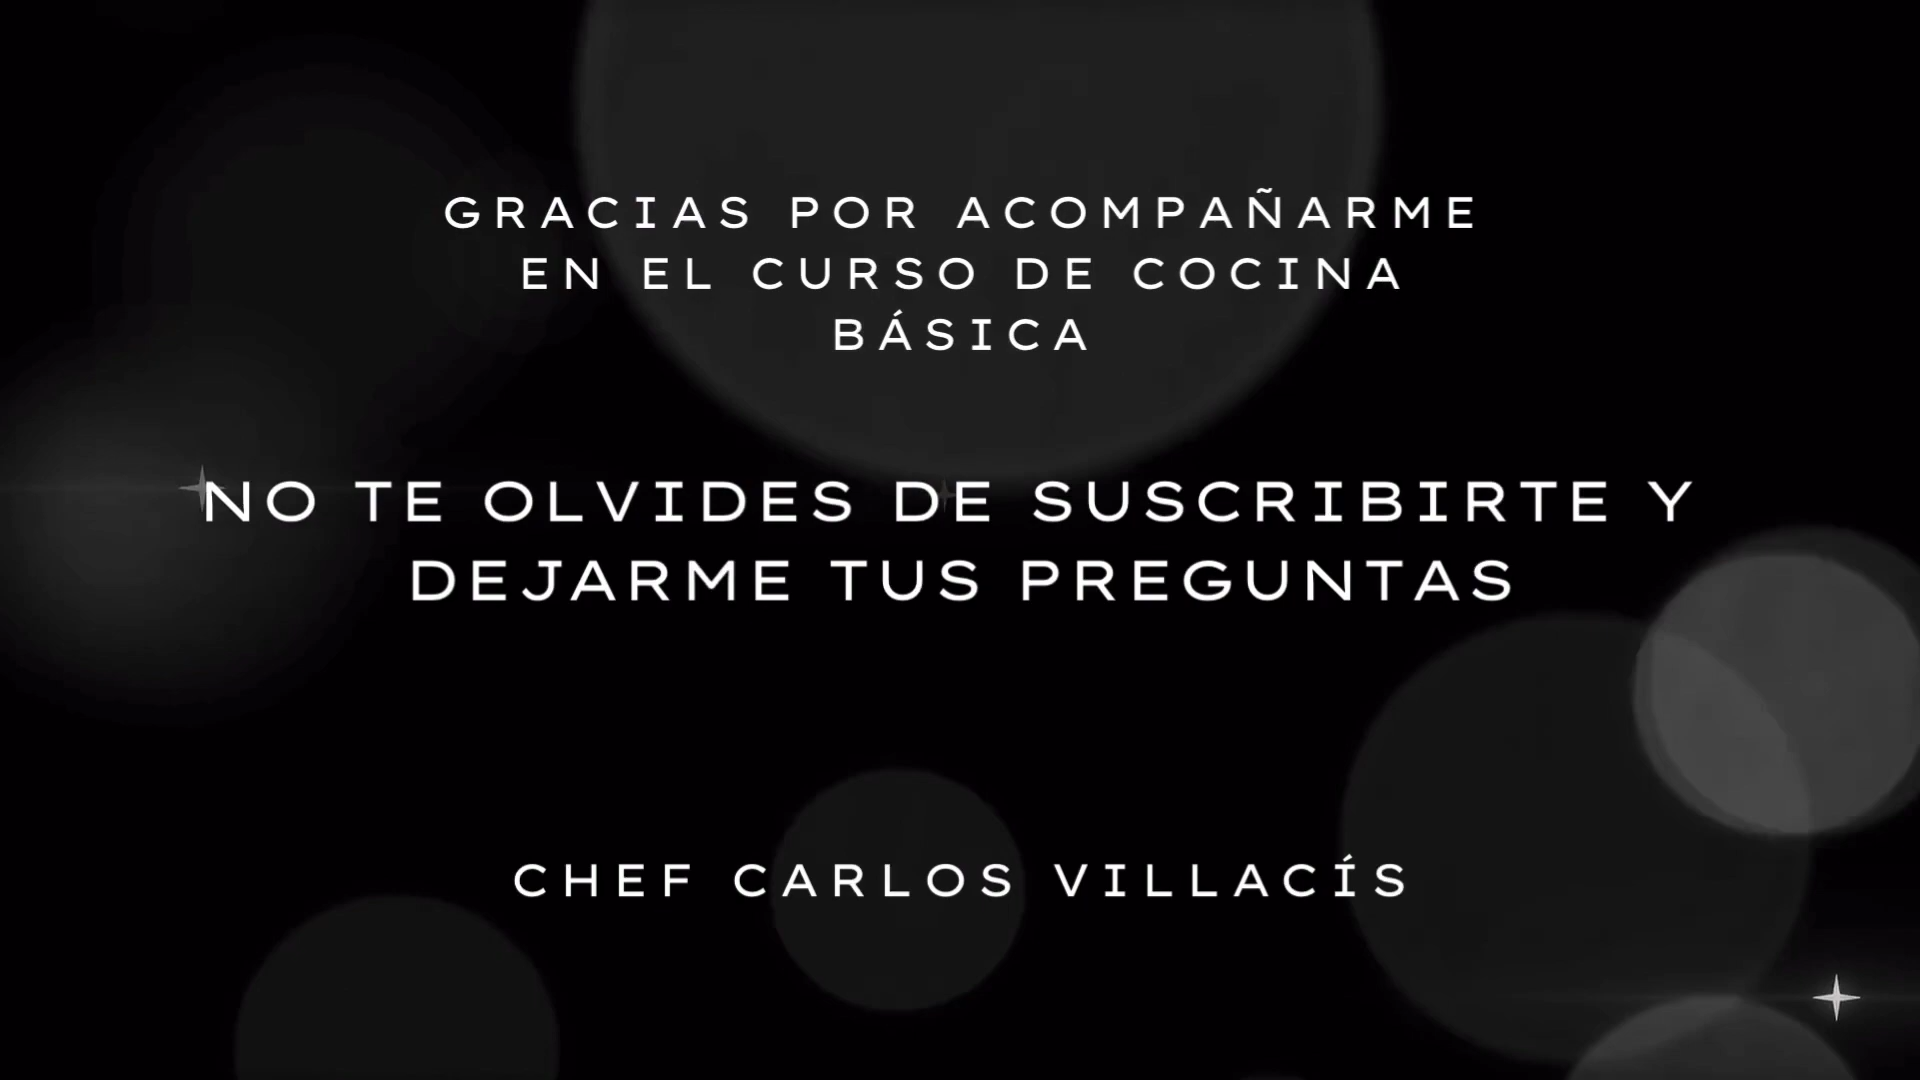 GRACIAS POR ACOMPAÑARME
EN EL CURSO DE COCINA
BÁSICA
NO TE OLVIDES DE SUSCRIBIRTE Y
DEJARME TUS PREGUNTAS
CHEF CARLOS VILLACÍS